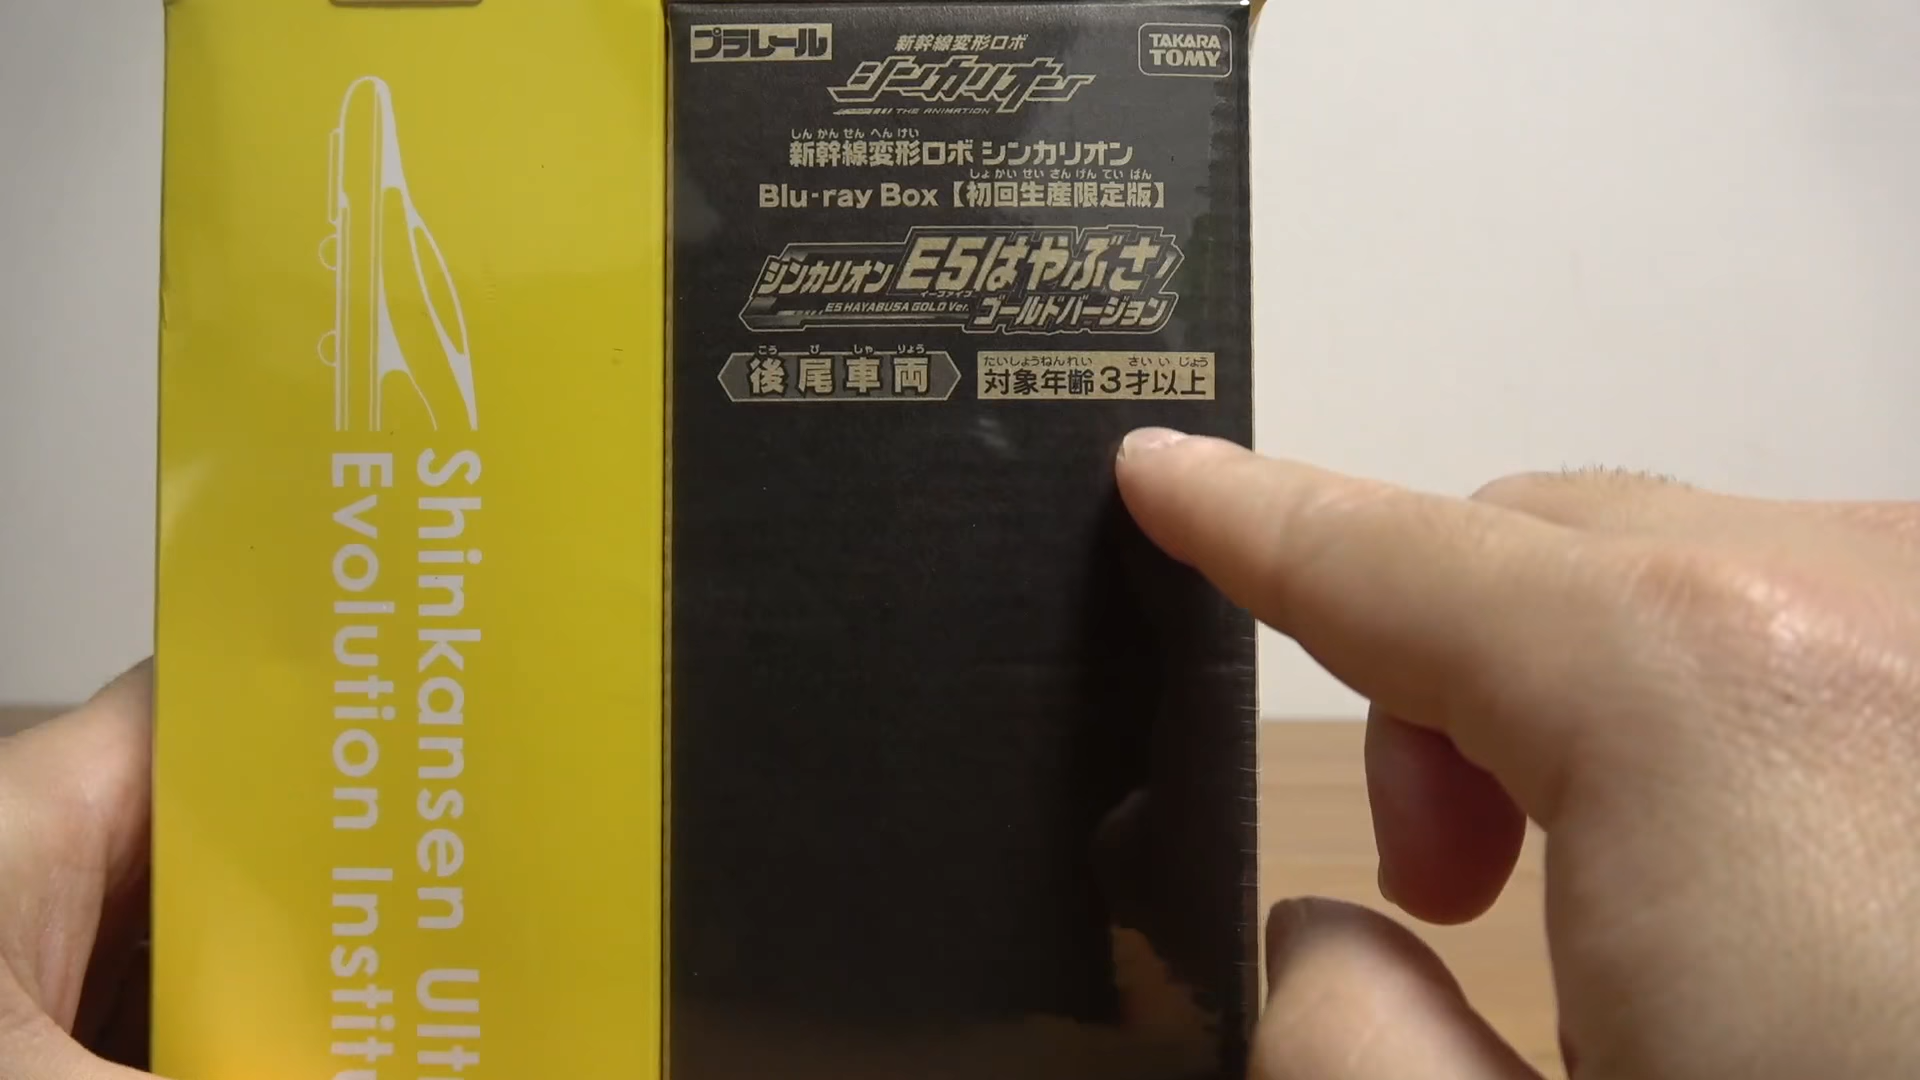 Shinkansen Ult
Evolution Institu
プラレール
新幹線変形ロボ
シンカリオン
THE ANIMATION
TAKARA
TOMY
しんかんせんへんけい
新幹線変形ロボ シンカリオン
しょかいせいさんげんていばん
Blu-ray Box【初回生産限定版】
シンカリオン E5はやぶさ
イーファイブ
E5 HAYABUSA GOLD Ver. ゴールドバージョン
こうびしゃりょう
後尾車両
たいしょうねんれい さいいじょう
対象年齢3才以上